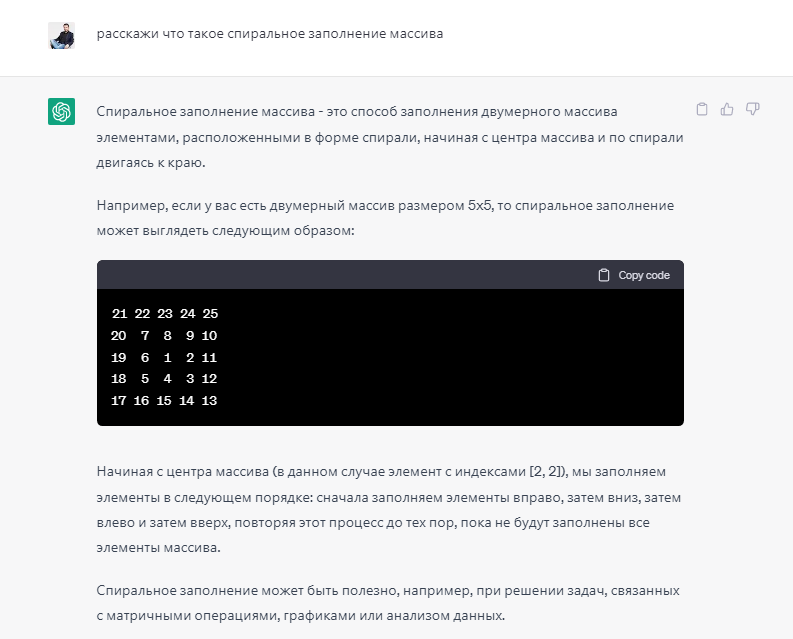 расскажи что такое спиральное заполнение массива
Спиральное заполнение массива - это способ заполнения двумерного массива
элементами, расположенными в форме спирали, начиная с центра массива и по спирали
двигаясь к краю.
Например, если у вас есть двумерный массив размером 5x5, то спиральное заполнение
может выглядеть следующим образом:
Copy code
21 22 23 24 25
20 7 8 9 10
19 6 1 2 11
18 5 4 3 12
17 16 15 14 13
Начиная с центра массива (в данном случае элемент с индексами [2, 2]), мы заполняем
элементы в следующем порядке: сначала заполняем элементы вправо, затем вниз, затем
влево и затем вверх, повторяя этот процесс до тех пор, пока не будут заполнены все
элементы массива.
Спиральное заполнение может быть полезно, например, при решении задач, связанных
с матричными операциями, графиками или анализом данных.